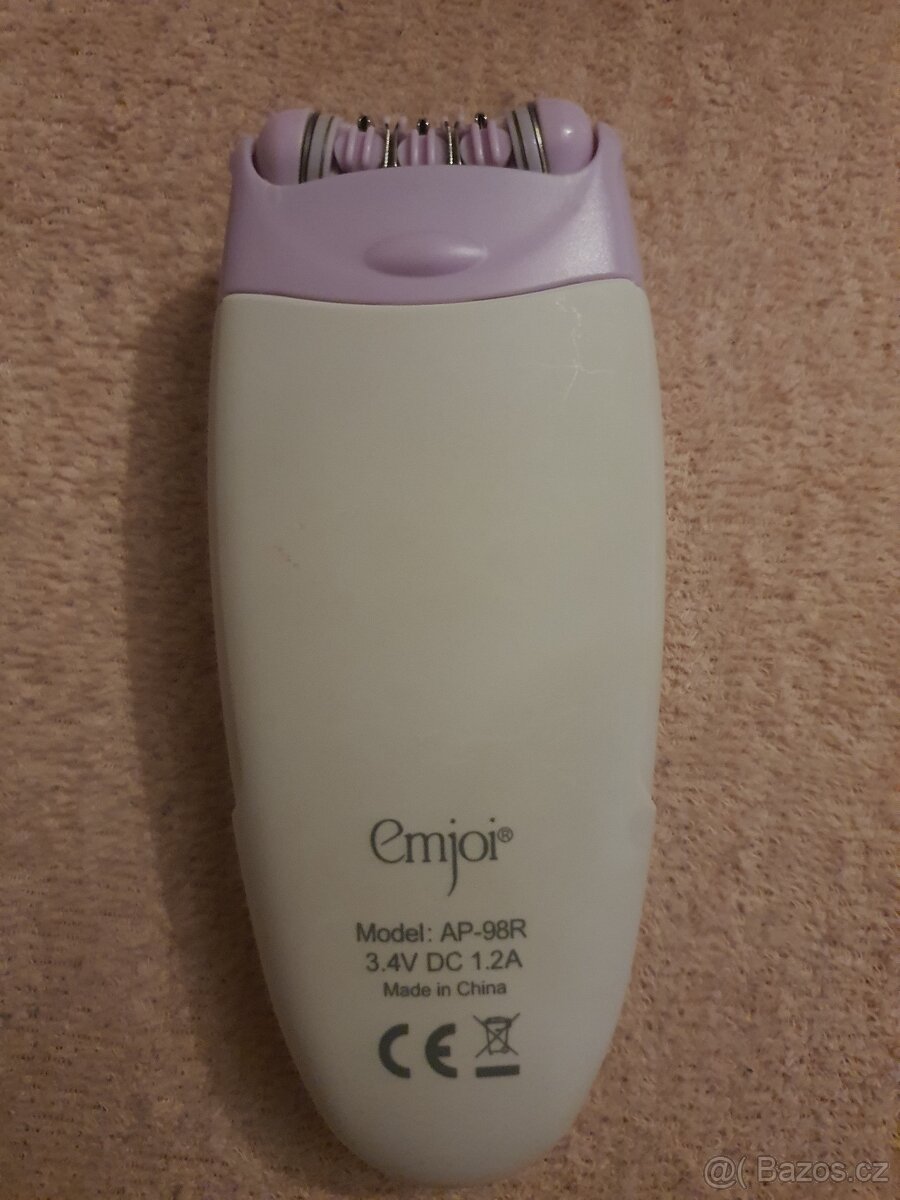 emjoi®
Model: AP-98R
3.4V DC 1.2A
Made in China
CE
@( Bazos.cz